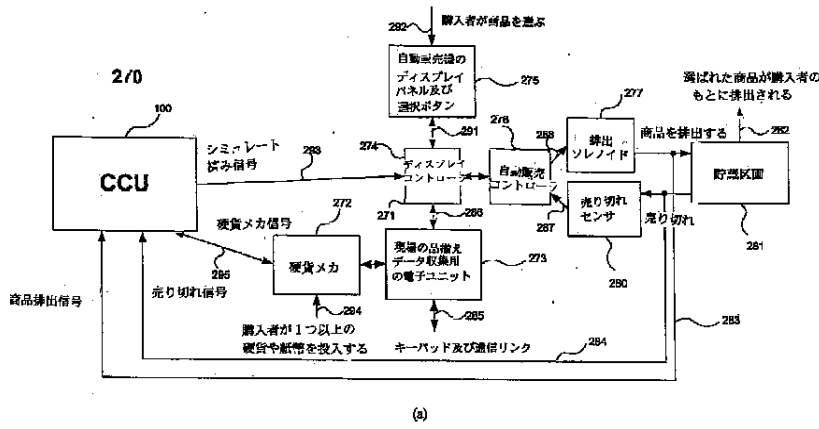 292
購入者が商品を選ぶ
270
自動販売機の
ディスプレイ
パネル及び
選択ボタン
275
277
選ばれた商品が購入者の
もとに排出される
100
276
291
288
排出
ソレノイド
商品を排出する
282
CCU
シミュレート
済み信号
293
274
ディスプレイ
コントローラ
自動販売
コントローラ
貯蔵区画
271
286
287
売り切れ
センサ
売り切れ
281
硬貨メカ信号
272
280
295
硬貨メカ
現場の品揃え
データ収集用
の電子ユニット
273
商品排出信号
売り切れ信号
294
285
283
購入者が1つ以上の
硬貨や紙幣を投入する
キーパッド及び通信リンク
284
(a)